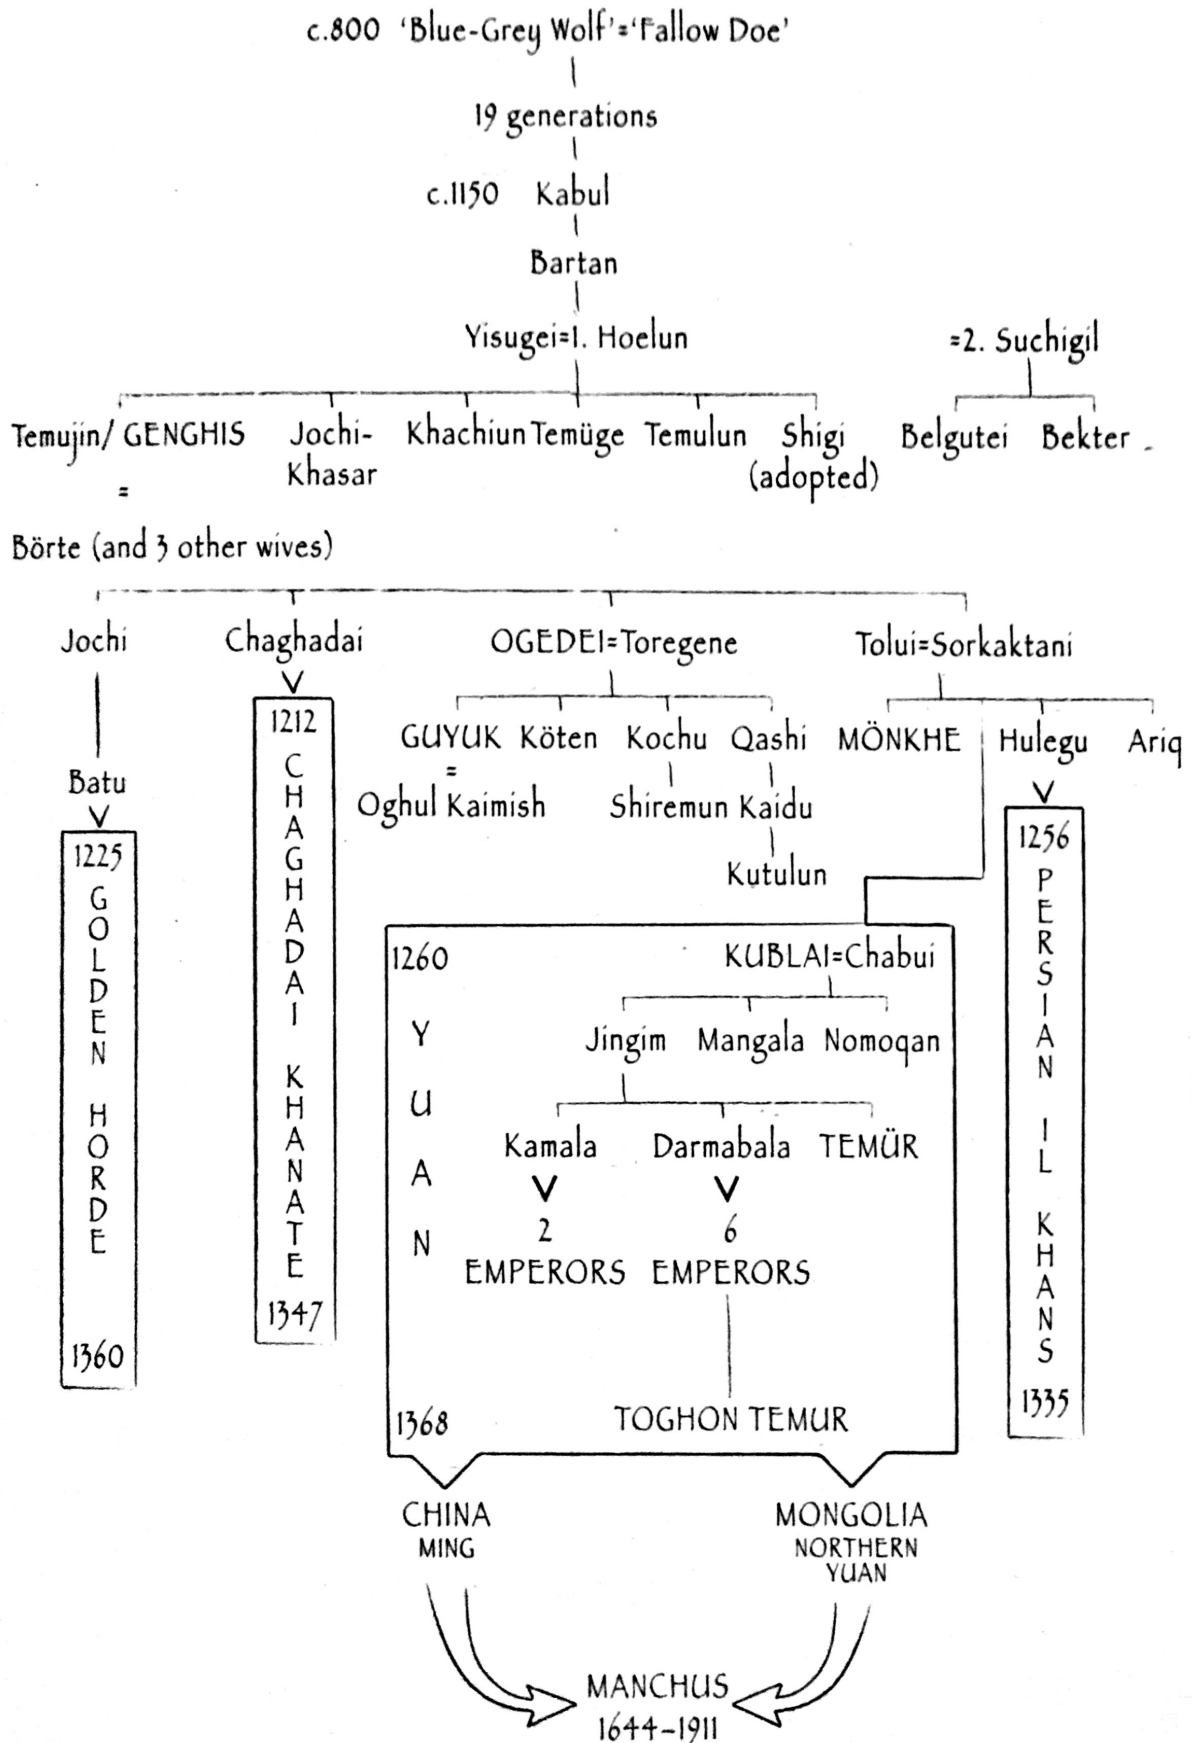 c.800 'Blue-Grey Wolf'='Fallow Doe'
19 generations
c.1150 Kabul
Bartan
Yisugei=1. Hoelun =2. Suchigil
Temujin/ GENGHIS Jochi- Khachiun Temüge Temulun Shigi Belgutei Bekter
Khasar (adopted)
=
Börte (and 3 other wives)
Jochi Chaghadai OGEDEI=Toregene Tolui=Sorkaktani
GUYUK Köten Kochu Qashi MÖNKHE Hulegu Ariq
=
Oghul Kaimish Shiremun Kaidu
Kutulun
Batu
1225
GOLDEN HORDE
1360
1212
CHAGHADAI KHANATE
1347
1260
YUAN
1368
KUBLAI=Chabui
Jingim Mangala Nomoqan
Kamala Darmabala TEMÜR
2 6
EMPERORS EMPERORS
TOGHON TEMUR
1256
PERSIAN IL KHANS
1335
CHINA MONGOLIA
MING NORTHERN
YUAN
MANCHUS
1644–1911